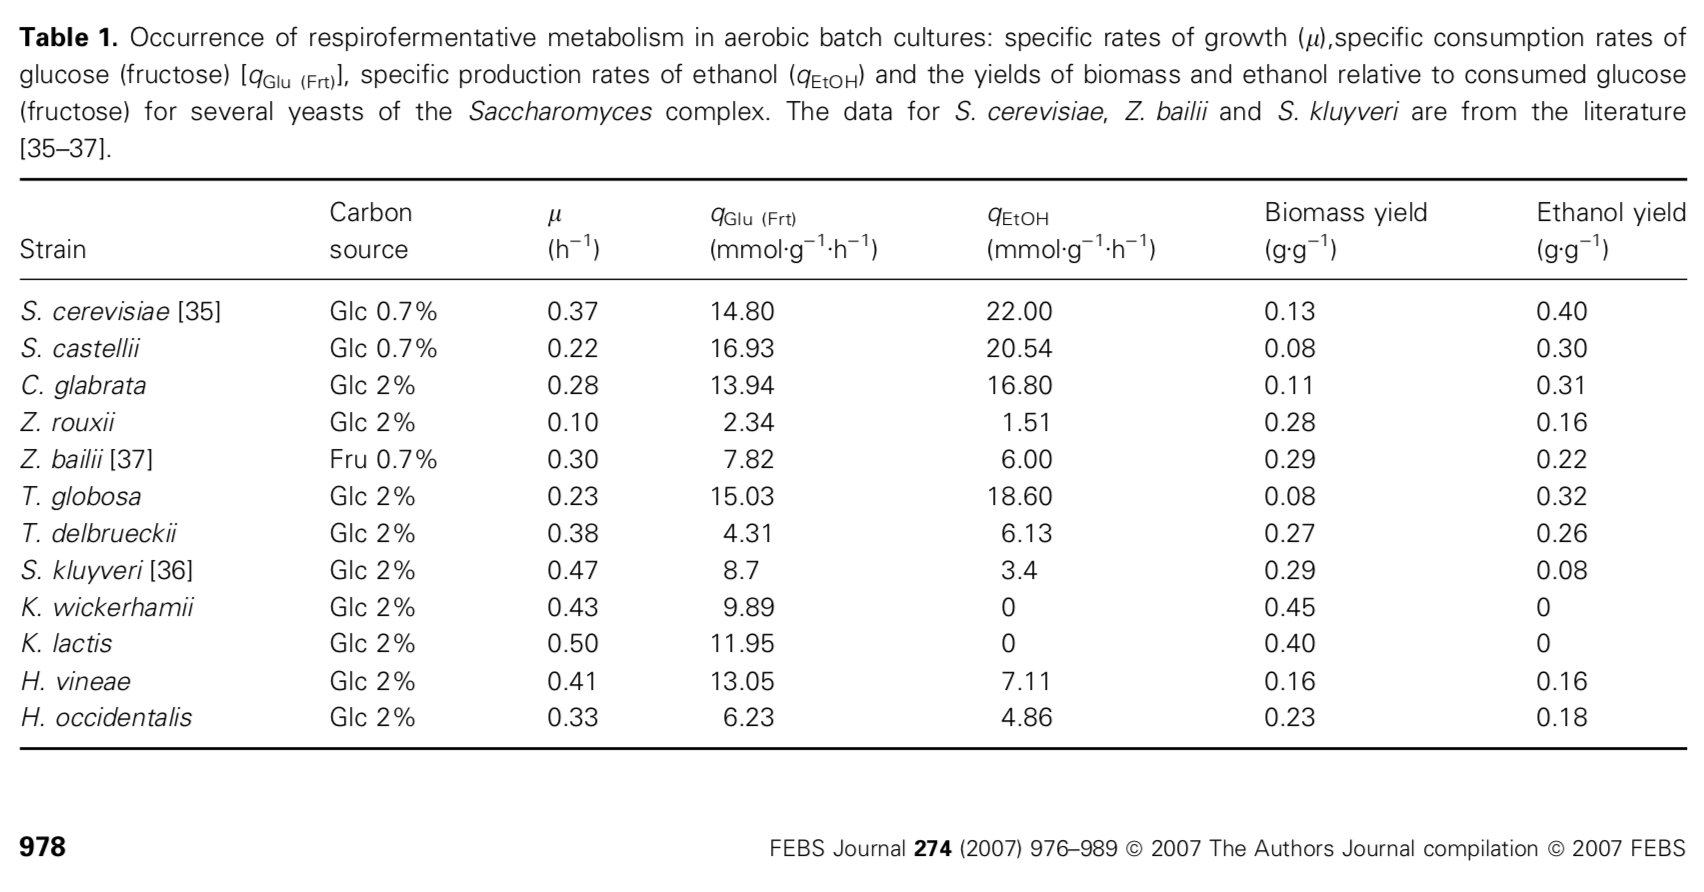 Table 1. Occurrence of respirofermentative metabolism in aerobic batch cultures: specific rates of growth (μ),specific consumption rates of
glucose (fructose) [qGlu (Frt)], specific production rates of ethanol (qEtOH) and the yields of biomass and ethanol relative to consumed glucose
(fructose) for several yeasts of the Saccharomyces complex. The data for S. cerevisiae, Z. bailii and S. kluyveri are from the literature
[35–37].
Strain Carbon source μ (h⁻¹) qGlu (Frt) (mmol·g⁻¹·h⁻¹) qEtOH (mmol·g⁻¹·h⁻¹) Biomass yield (g·g⁻¹) Ethanol yield (g·g⁻¹)
S. cerevisiae [35] Glc 0.7% 0.37 14.80 22.00 0.13 0.40
S. castellii Glc 0.7% 0.22 16.93 20.54 0.08 0.30
C. glabrata Glc 2% 0.28 13.94 16.80 0.11 0.31
Z. rouxii Glc 2% 0.10 2.34 1.51 0.28 0.16
Z. bailii [37] Fru 0.7% 0.30 7.82 6.00 0.29 0.22
T. globosa Glc 2% 0.23 15.03 18.60 0.08 0.32
T. delbrueckii Glc 2% 0.38 4.31 6.13 0.27 0.26
S. kluyveri [36] Glc 2% 0.47 8.7 3.4 0.29 0.08
K. wickerhamii Glc 2% 0.43 9.89 0 0.45 0
K. lactis Glc 2% 0.50 11.95 0 0.40 0
H. vineae Glc 2% 0.41 13.05 7.11 0.16 0.16
H. occidentalis Glc 2% 0.33 6.23 4.86 0.23 0.18
978 FEBS Journal 274 (2007) 976–989 © 2007 The Authors Journal compilation © 2007 FEBS